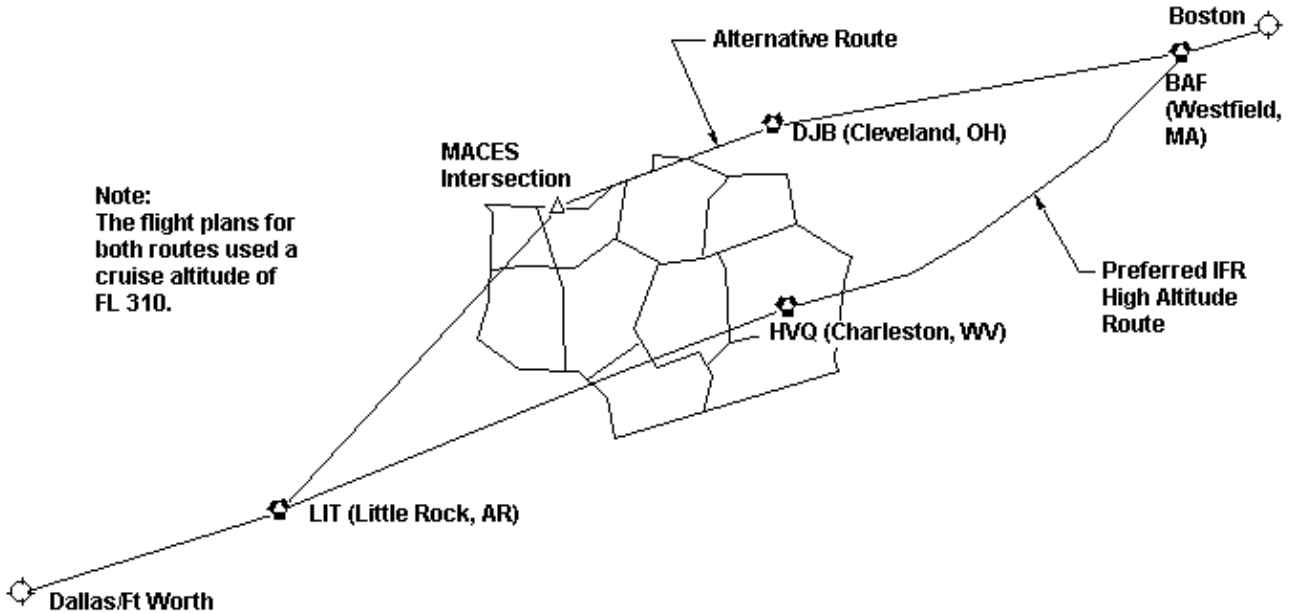 Boston
Alternative Route
BAF
(Westfield,
MA)
DJB (Cleveland, OH)
MACES
Intersection
Note:
The flight plans for
both routes used a
cruise altitude of
FL 310.
Preferred IFR
High Altitude
Route
HVQ (Charleston, WV)
LIT (Little Rock, AR)
Dallas/Ft Worth